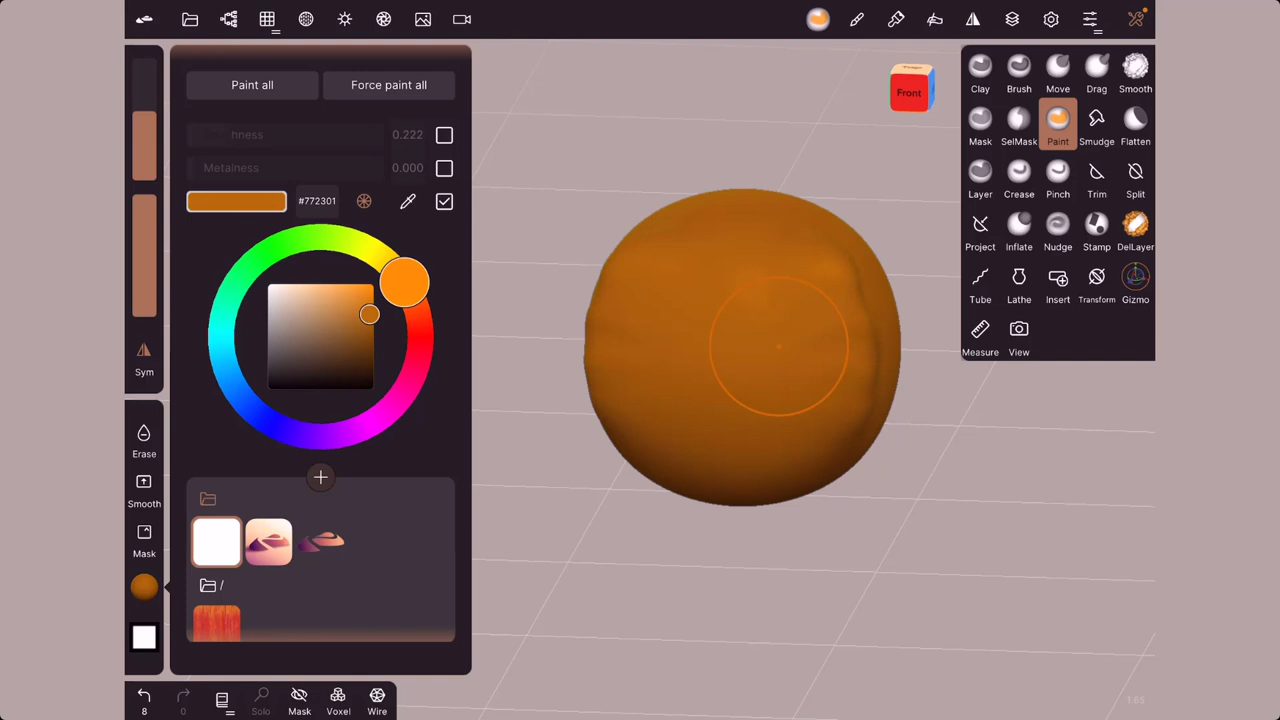 Paint all
Force paint all
hness 0.222
Metalness 0.000
#772301
Sym
Erase
Smooth
Mask
/
8
0
Solo
Mask
Voxel
Wire
Front
Clay Brush Move Drag Smooth
Mask SelMask Paint Smudge Flatten
Layer Crease Pinch Trim Split
Project Inflate Nudge Stamp DelLayer
Tube Lathe Insert Transform Gizmo
Measure View
1.65